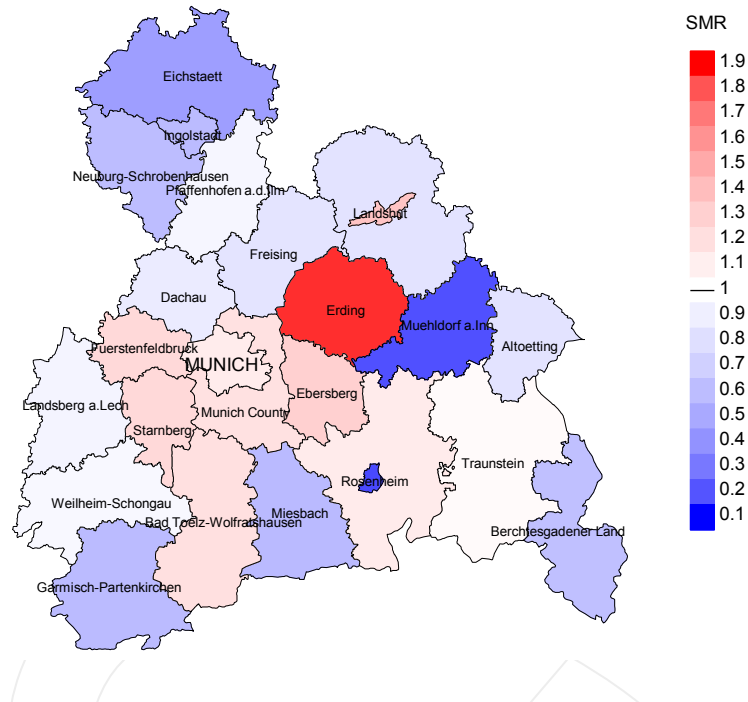 SMR
1.9
1.8
1.7
1.6
1.5
1.4
1.3
1.2
1.1
1
0.9
0.8
0.7
0.6
0.5
0.4
0.3
0.2
0.1
Eichstaett
Ingolstadt
Neuburg-Schrobenhausen
Pfaffenhofen a.d.Ilm
Landshut
Freising
Dachau
Erding
Muehldorf a.Inn
Altoetting
Fuerstenfeldbruck
MUNICH
Ebersberg
Landsberg a.Lech
Munich County
Starnberg
Traunstein
Rosenheim
Weilheim-Schongau
Miesbach
Bad Toelz-Wolfratshausen
Berchtesgadener Land
Garmisch-Partenkirchen